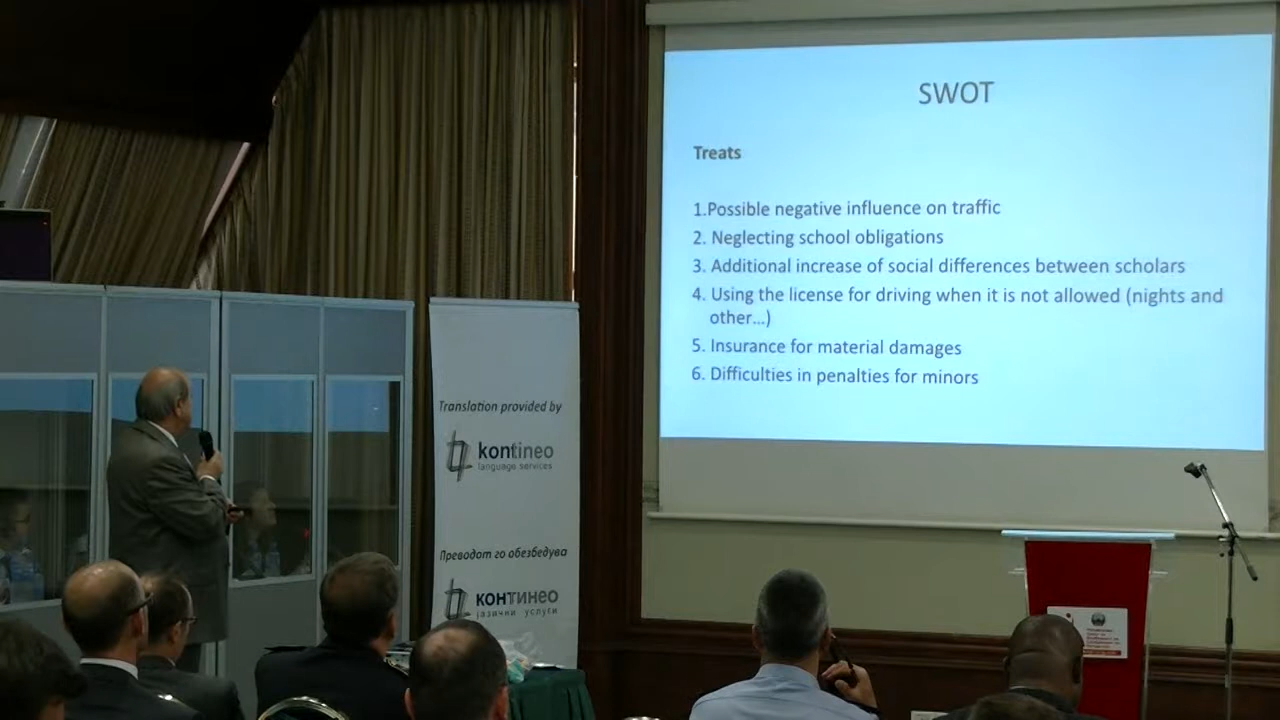 SWOT
Treats
1.Possible negative influence on traffic
2. Neglecting school obligations
3. Additional increase of social differences between scholars
4. Using the license for driving when it is not allowed (nights and
other...)
5. Insurance for material damages
6. Difficulties in penalties for minors
Translation provided by
kontineo
language services
Преводот го обезбедува
континео
јазични услуги